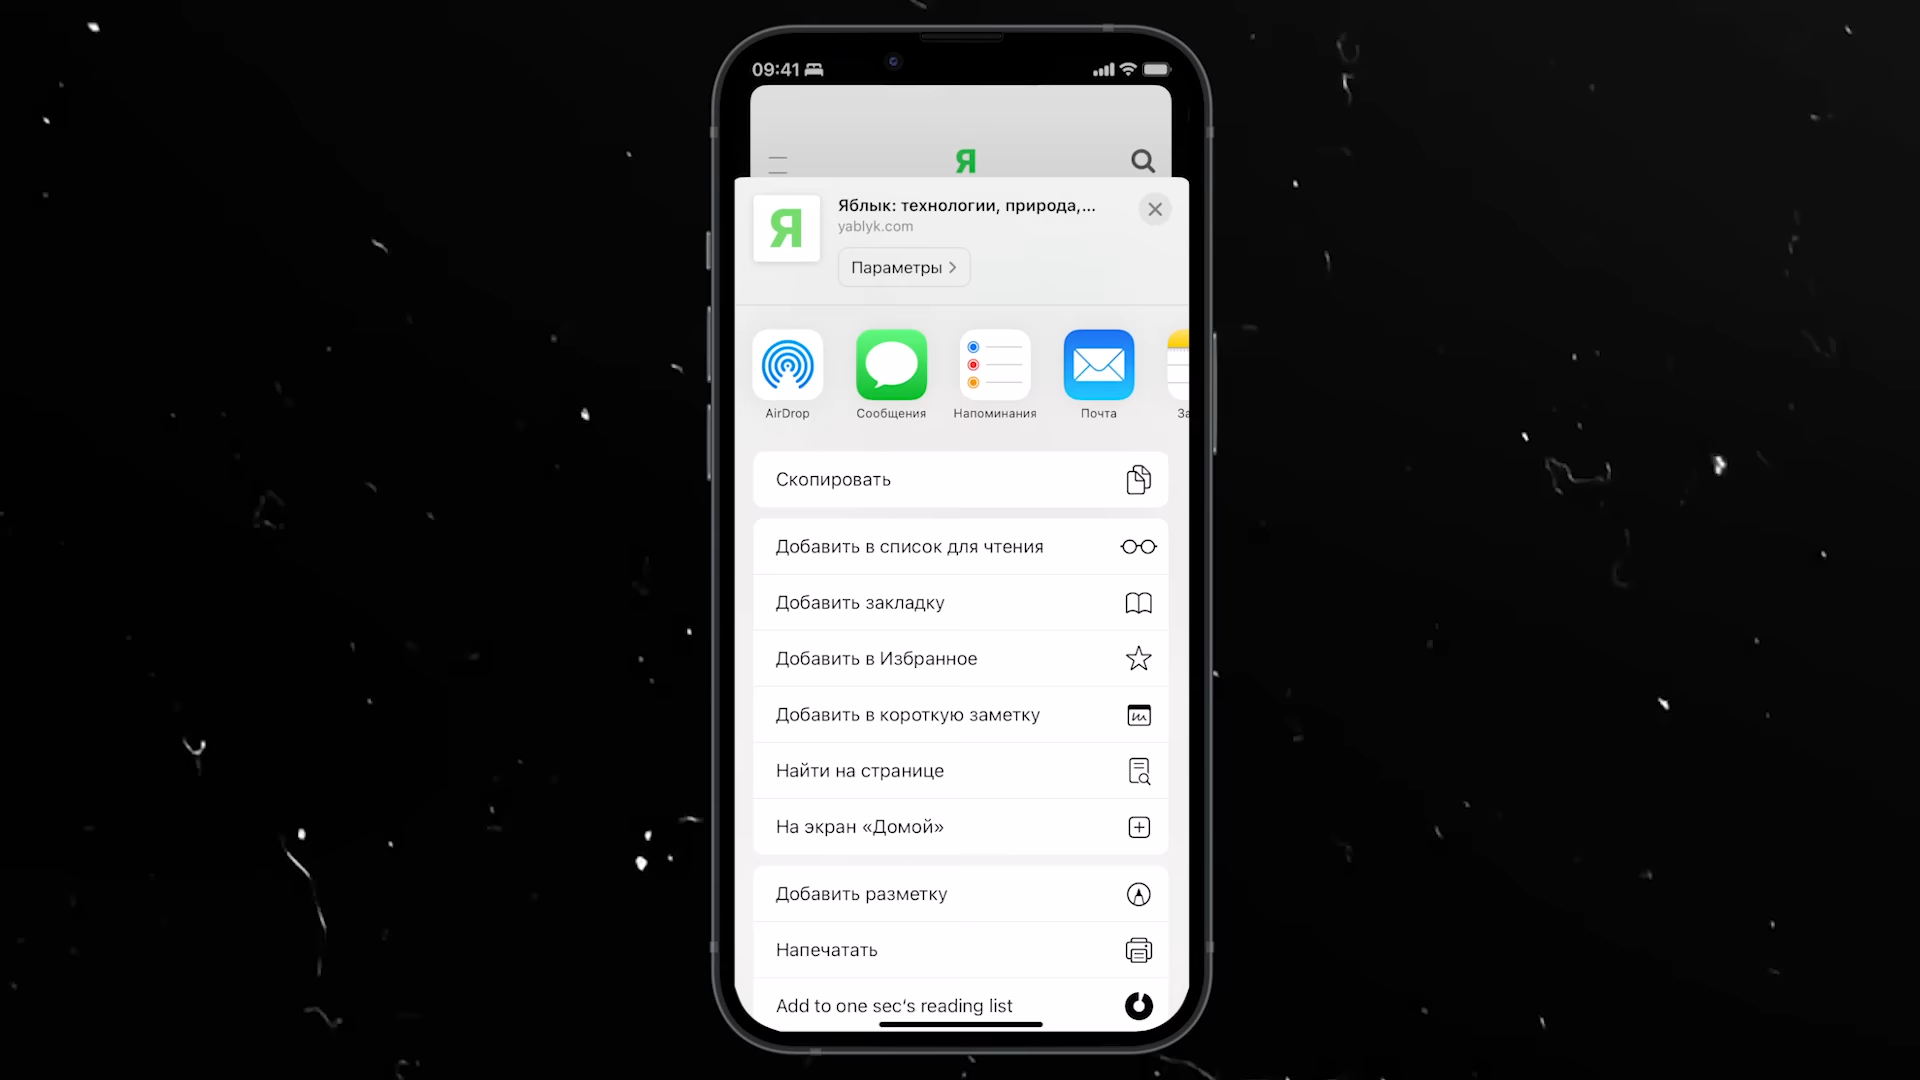 09:41
Я
Я
Яблык: технологии, природа,...
yablyk.com
Параметры
AirDrop
Сообщения
Напоминания
Почта
За
Скопировать
Добавить в список для чтения
Добавить закладку
Добавить в Избранное
Добавить в короткую заметку
Найти на странице
На экран «Домой»
Добавить разметку
Напечатать
Add to one sec‘s reading list